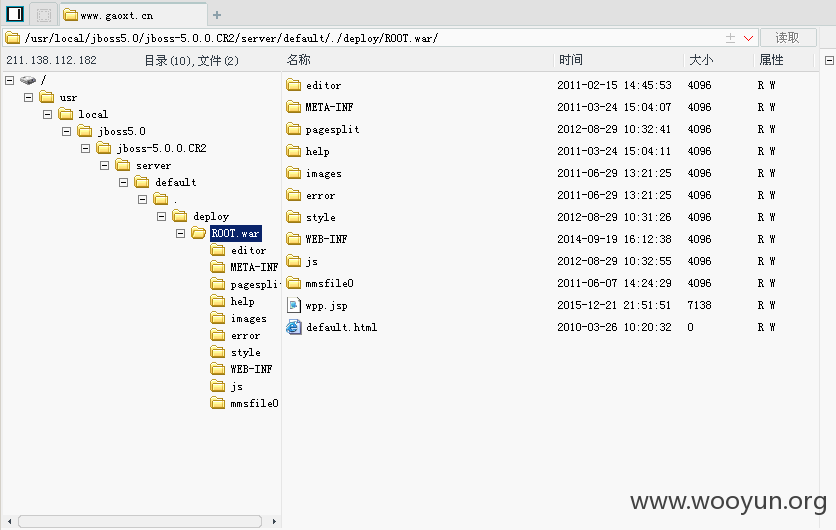 www.gaoxt.cn
/usr/local/jboss5.0/jboss-5.0.0.CR2/server/default/./deploy/ROOT.war/
读取
211.138.112.182
目录(10),文件(2)
名称
时间
大小
属性
/
usr
local
jboss5.0
jboss-5.0.0.CR2
server
default
.
deploy
ROOT.war
editor
META-INF
pagespli
help
images
error
style
WEB-INF
js
mmsfile0
editor 2011-02-15 14:45:53 4096 R W
META-INF 2011-03-24 15:04:07 4096 R W
pagesplit 2012-08-29 10:32:41 4096 R W
help 2011-03-24 15:04:11 4096 R W
images 2011-06-29 13:21:25 4096 R W
error 2011-06-29 13:21:25 4096 R W
style 2012-08-29 10:31:26 4096 R W
WEB-INF 2014-09-19 16:12:38 4096 R W
js 2012-08-29 10:32:55 4096 R W
mmsfile0 2011-06-07 14:24:29 4096 R W
wpp.jsp 2015-12-21 21:51:51 7138 R W
default.html 2010-03-26 10:20:32 0 R W
www.wooyun.org